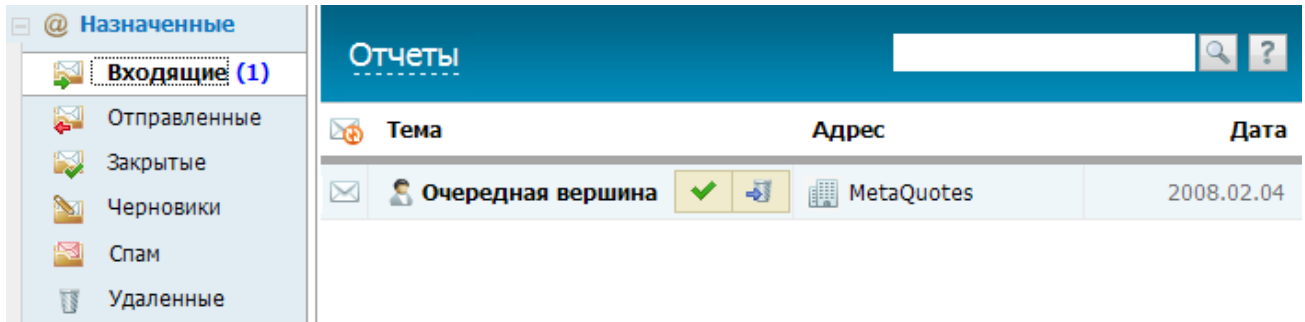 @ Назначенные
Входящие (1)
Отправленные
Закрытые
Черновики
Спам
Удаленные
Отчеты
?
Тема Адрес Дата
Очередная вершина MetaQuotes 2008.02.04